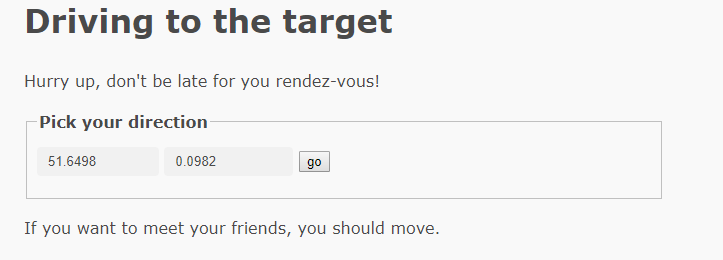 Driving to the target
Hurry up, don't be late for you rendez-vous!
Pick your direction
51.6498 0.0982 go
If you want to meet your friends, you should move.